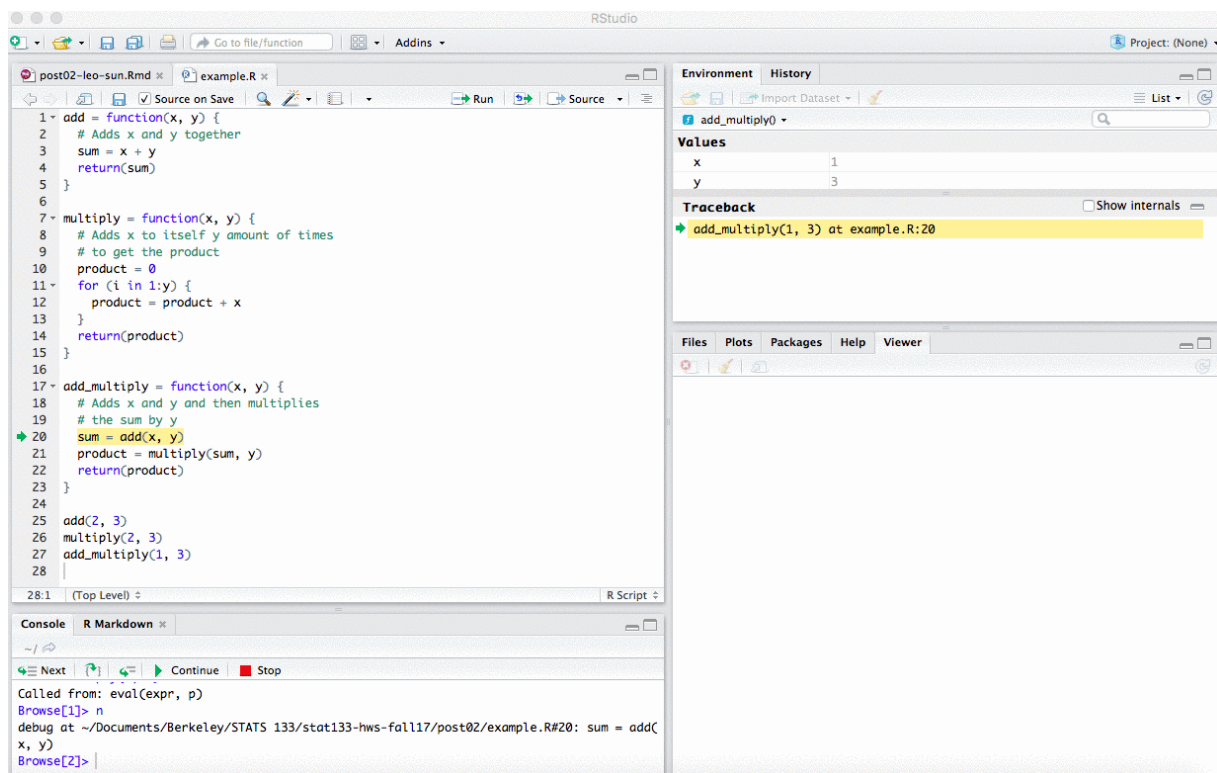 RStudio
Go to file/function
Addins
Project: (None)
post02-leo-sun.Rmd
example.R
Source on Save
Run
Source
1 add = function(x, y) {
2 # Adds x and y together
3 sum = x + y
4 return(sum)
5 }
6
7 multiply = function(x, y) {
8 # Adds x to itself y amount of times
9 # to get the product
10 product = 0
11 for (i in 1:y) {
12 product = product + x
13 }
14 return(product)
15 }
16
17 add_multiply = function(x, y) {
18 # Adds x and y and then multiplies
19 # the sum by y
20 sum = add(x, y)
21 product = multiply(sum, y)
22 return(product)
23 }
24
25 add(2, 3)
26 multiply(2, 3)
27 add_multiply(1, 3)
28
28:1 (Top Level) R Script
Console R Markdown
~/
Next Continue Stop
Called from: eval(expr, p)
Browse[1]> n
debug at ~/Documents/Berkeley/STATS 133/stat133-hws-fall17/post02/example.R#20: sum = add(
x, y)
Browse[2]>
Environment History
Import Dataset List
add_multiply()
Values
x 1
y 3
Traceback Show internals
add_multiply(1, 3) at example.R:20
Files Plots Packages Help Viewer